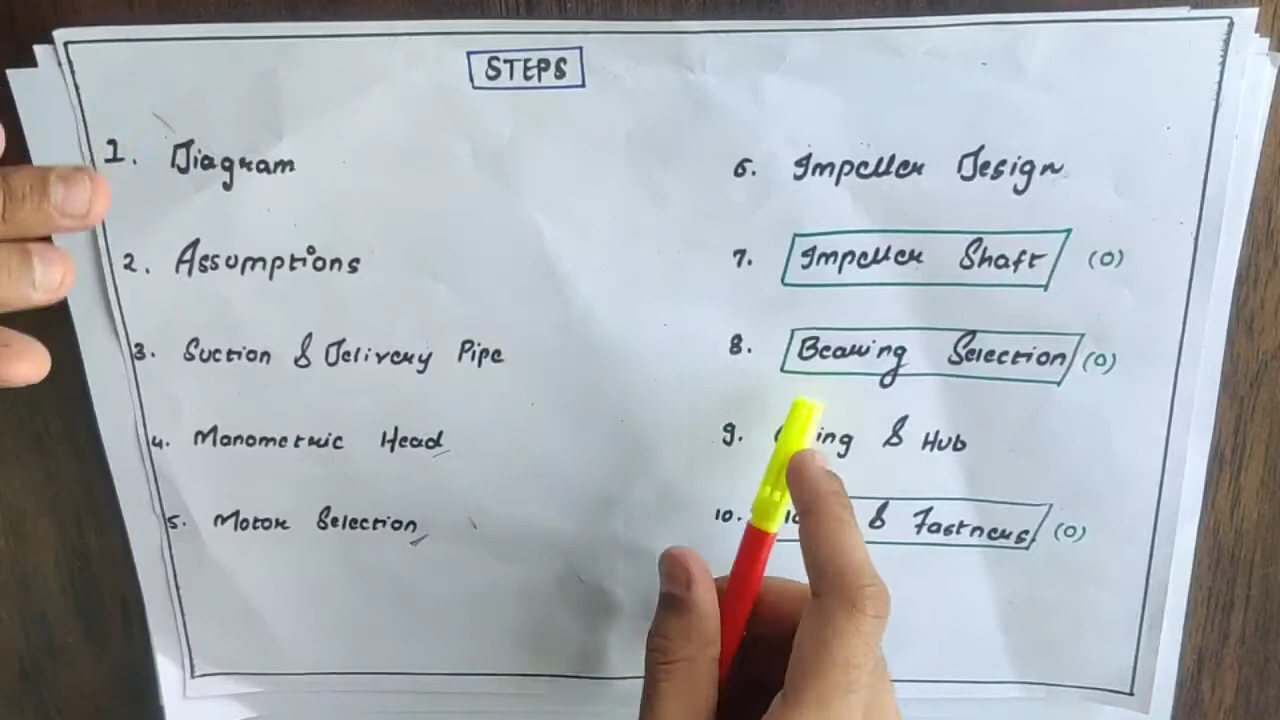 STEPS
1. Diagram
2. Assumptions
3. Suction & Delivery Pipe
4. Manometric Head
5. Motor Selection
6. Impeller Design
7. Impeller Shaft (0)
8. Bearing Selection (0)
9. & Hub
10. & Fastners (0)